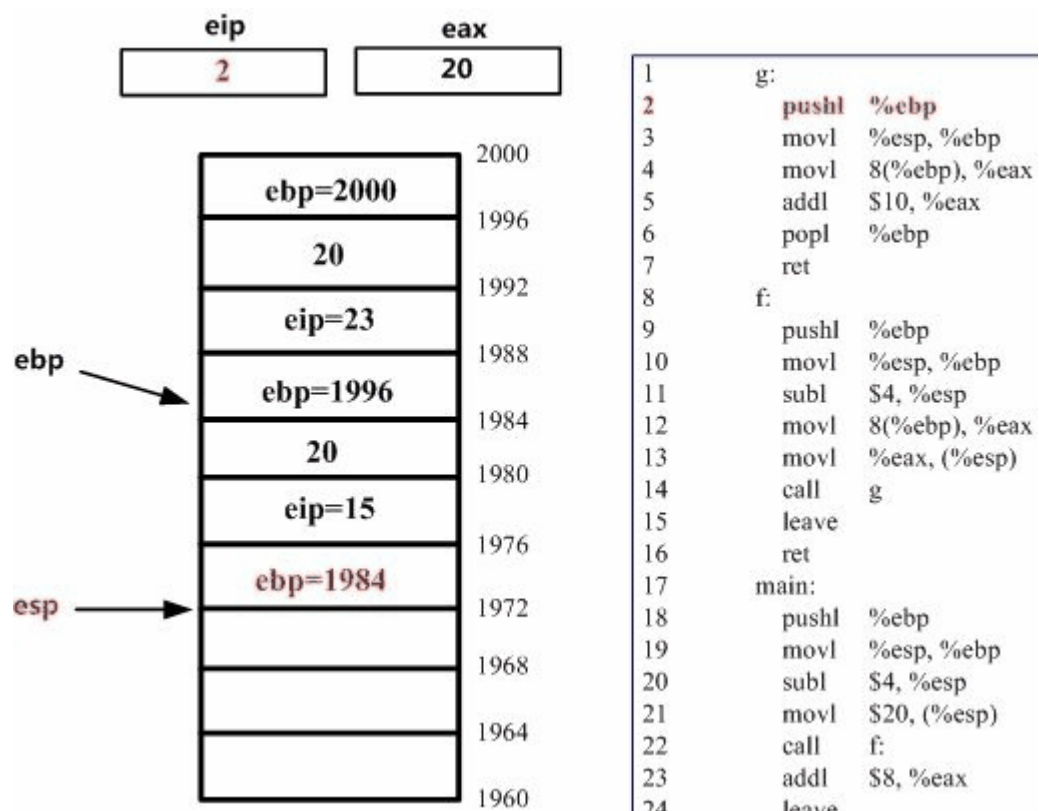 eip
eax
2
20
2000
ebp=2000
1996
20
1992
eip=23
1988
ebp
ebp=1996
1984
20
1980
eip=15
1976
ebp=1984
esp
1972
1968
1964
1960
1 g:
2 pushl %ebp
3 movl %esp, %ebp
4 movl 8(%ebp), %eax
5 addl $10, %eax
6 popl %ebp
7 ret
8 f:
9 pushl %ebp
10 movl %esp, %ebp
11 subl $4, %esp
12 movl 8(%ebp), %eax
13 movl %eax, (%esp)
14 call g
15 leave
16 ret
17 main:
18 pushl %ebp
19 movl %esp, %ebp
20 subl $4, %esp
21 movl $20, (%esp)
22 call f:
23 addl $8, %eax
24 leave